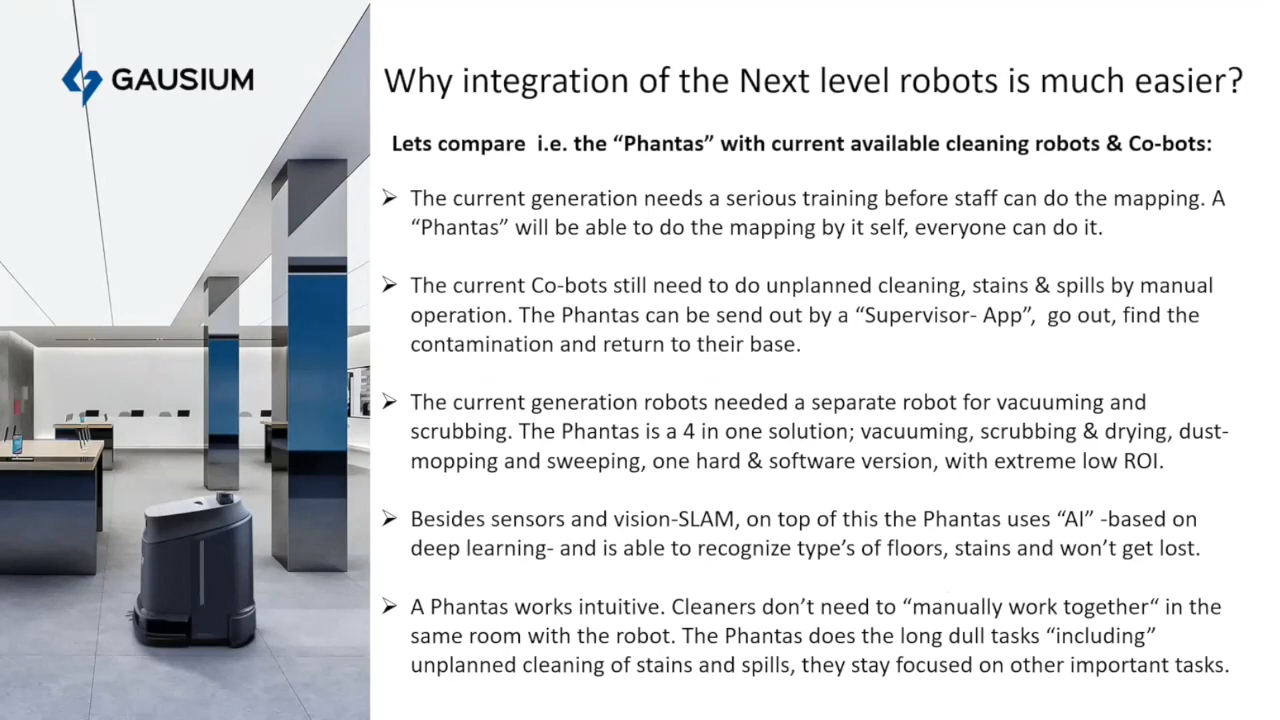 GAUSIUM
Why integration of the Next level robots is much easier?
Lets compare i.e. the “Phantas” with current available cleaning robots & Co-bots:
➢ The current generation needs a serious training before staff can do the mapping. A
“Phantas” will be able to do the mapping by it self, everyone can do it.
➢ The current Co-bots still need to do unplanned cleaning, stains & spills by manual
operation. The Phantas can be send out by a “Supervisor- App”, go out, find the
contamination and return to their base.
➢ The current generation robots needed a separate robot for vacuuming and
scrubbing. The Phantas is a 4 in one solution; vacuuming, scrubbing & drying, dust-
mopping and sweeping, one hard & software version, with extreme low ROI.
➢ Besides sensors and vision-SLAM, on top of this the Phantas uses “AI” -based on
deep learning- and is able to recognize type’s of floors, stains and won’t get lost.
➢ A Phantas works intuitive. Cleaners don’t need to “manually work together“ in the
same room with the robot. The Phantas does the long dull tasks “including”
unplanned cleaning of stains and spills, they stay focused on other important tasks.